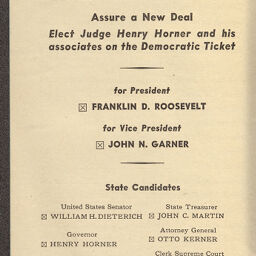 Assure a New Deal
Elect Judge Henry Horner and his
associates on the Democratic Ticket
for President
☒ FRANKLIN D. ROOSEVELT
for Vice President
☒ JOHN N. GARNER
State Candidates
United States Senator
☒ WILLIAM H. DIETERICH
State Treasurer
☒ JOHN C. MARTIN
Governor
☒ HENRY HORNER
Attorney General
☒ OTTO KERNER
Clerk Supreme Court